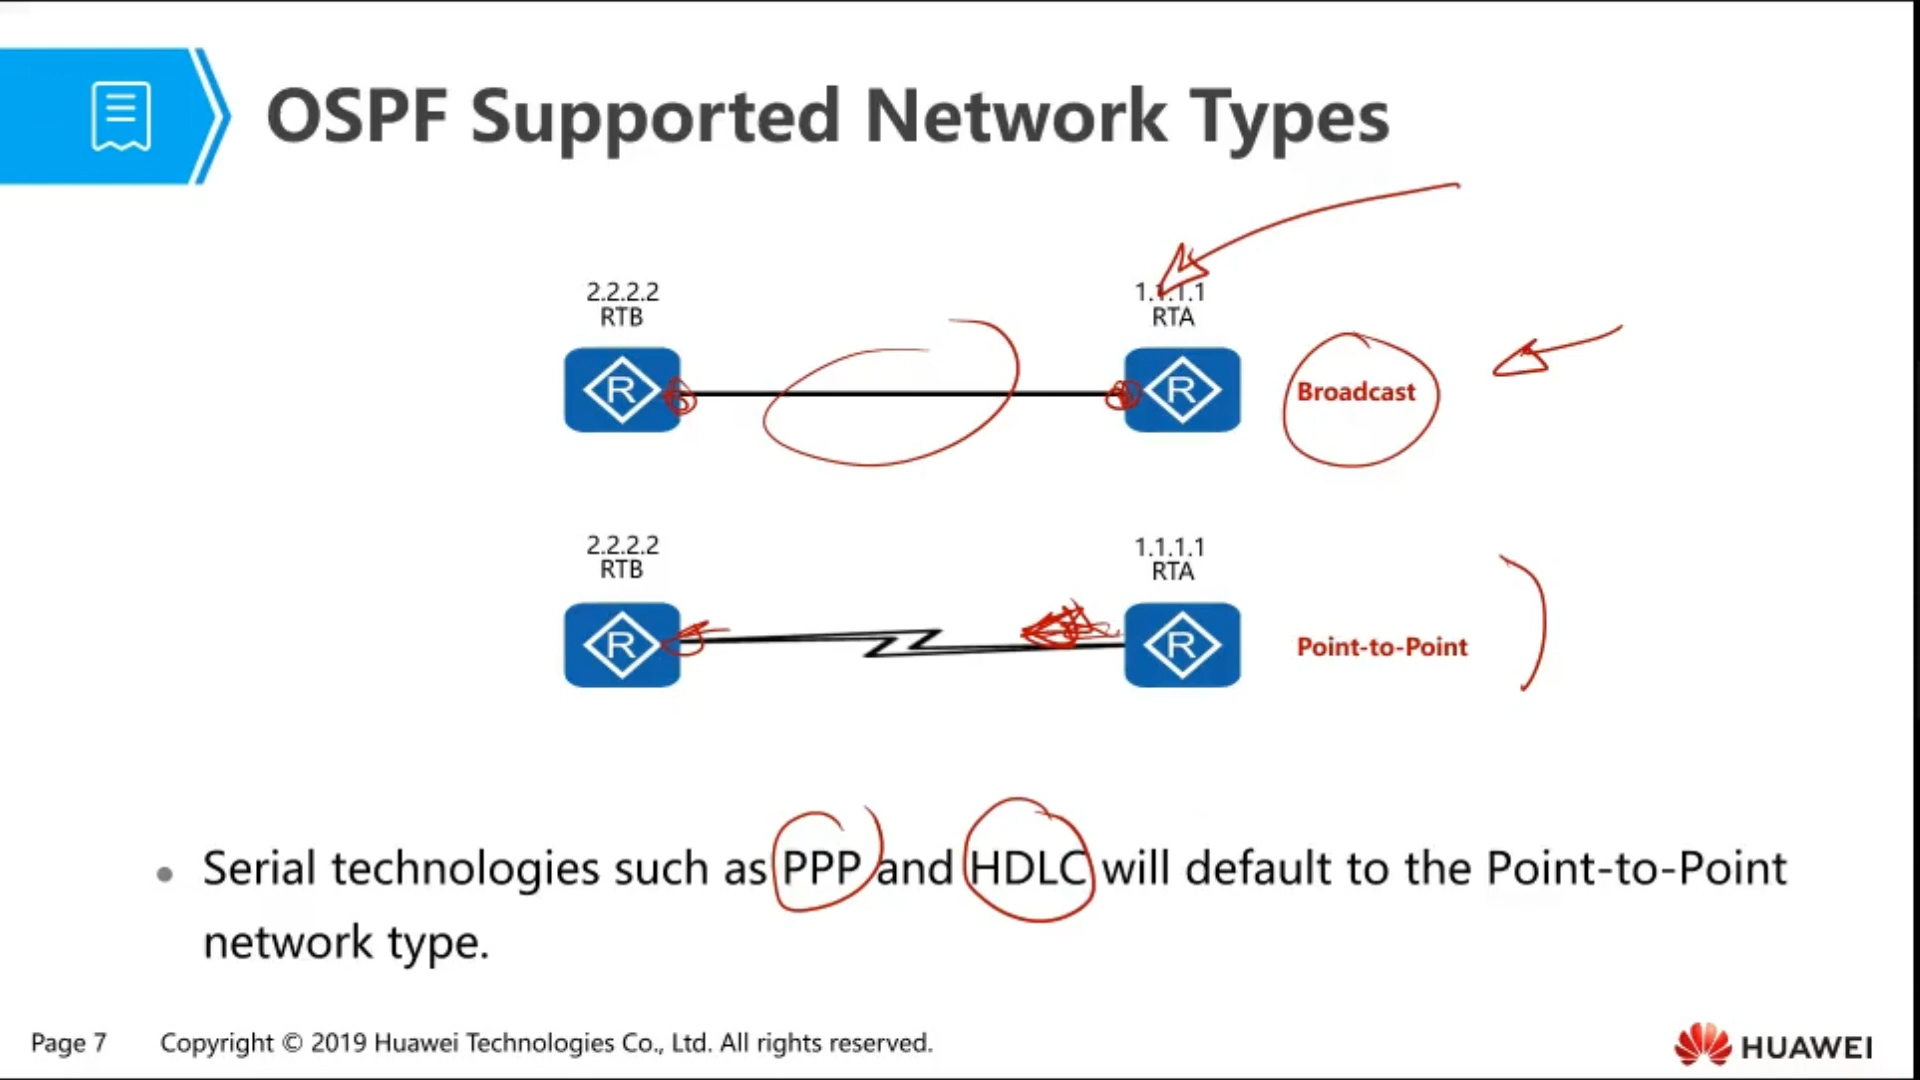 OSPF Supported Network Types
2.2.2.2
RTB
1.1.1.1
RTA
R
R
Broadcast
2.2.2.2
RTB
1.1.1.1
RTA
R
R
Point-to-Point
• Serial technologies such as PPP and HDLC will default to the Point-to-Point
network type.
Page 7 Copyright © 2019 Huawei Technologies Co., Ltd. All rights reserved.
HUAWEI